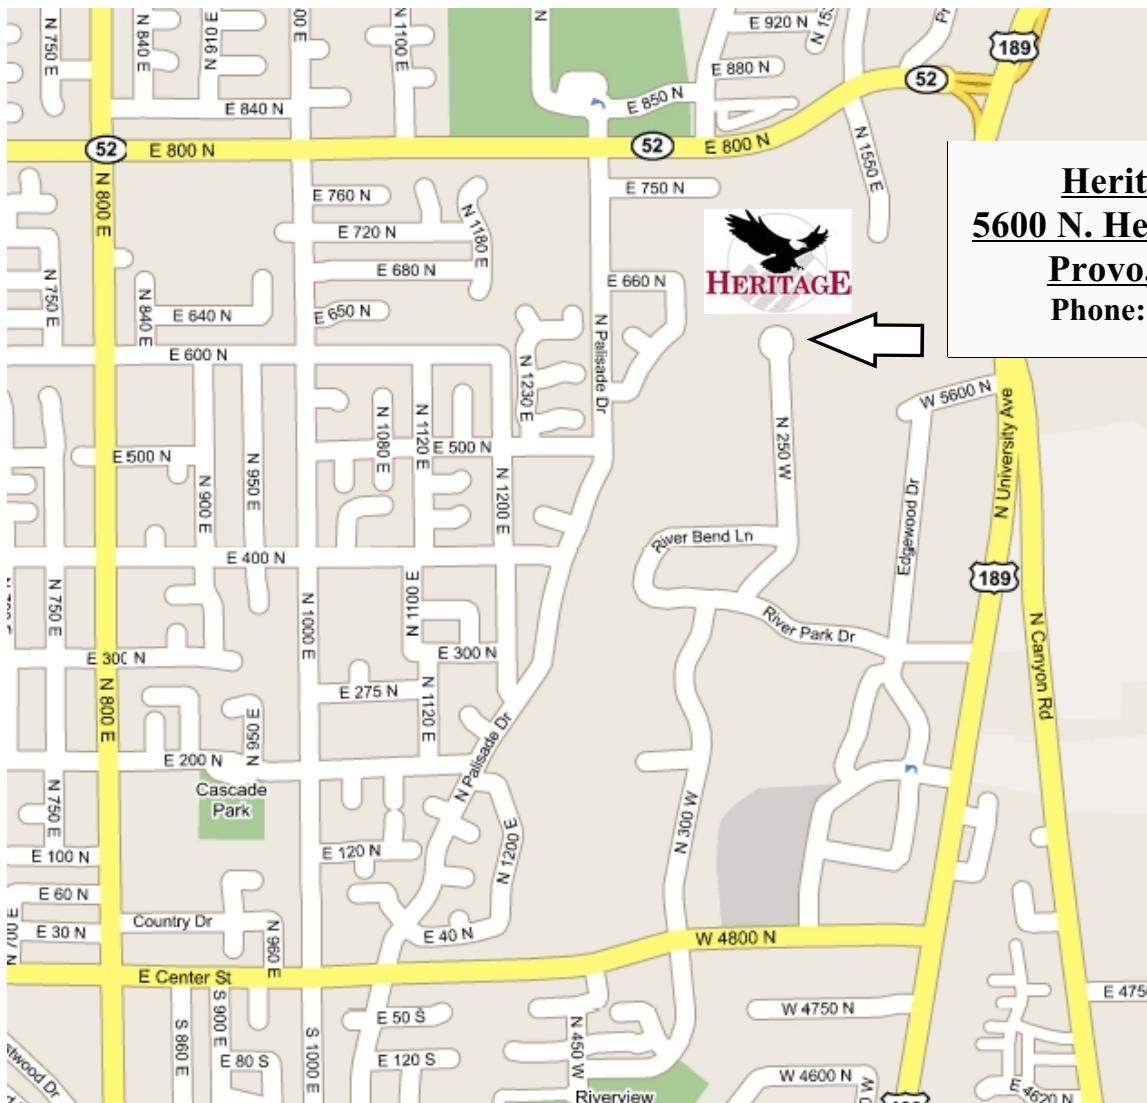 N 750 E
N 840 E
N 910 E
N 1100 E
N
E 920 N
189
E 880 N
52
E 850 N
E 840 N
52
E 800 N
52
E 800 N
N 1550 E
N 800 E
E 760 N
E 750 N
Herit
5600 N. He
Provo,
Phone:
N 1180 E
E 720 N
E 680 N
HERITAGE
E 660 N
N 750 E
N 840 E
E 640 N
E 650 N
N Palisade Dr
E 600 N
N 1230 E
W 5600 N
N University Ave
N 1080 E
N 1120 E
E 500 N
N 250 W
E 500 N
N 900 E
N 950 E
N 1200 E
Edgewood Dr
River Bend Ln
E 400 N
189
N 750 E
N 1000 E
N 1100 E
River Park Dr
N Canyon Rd
E 300 N
E 300 N
N 800 E
E 275 N
N 1120 E
N 950 E
N Palisade Dr
E 200 N
Cascade
Park
N 750 E
N 300 W
N 1200 E
E 120 N
E 100 N
E 60 N
E 30 N
N 700 E
Country Dr
N 960 E
E 40 N
W 4800 N
E Center St
E 475
W 4750 N
S 860 E
S 900 E
S 1000 E
E 50 S
N 450 W
E 80 S
E 120 S
W 4600 N
E 4620 N
stwood Dr
Riverview
189